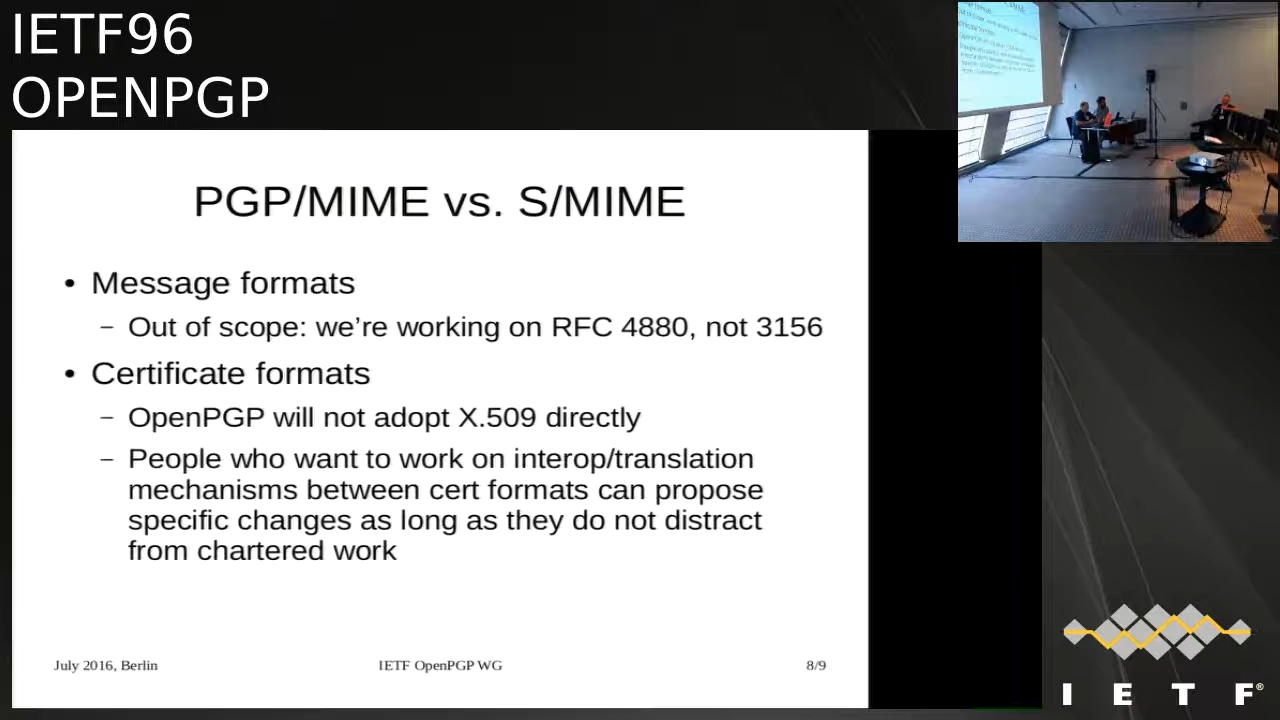 IETF96
OPENPGP
PGP/MIME vs. S/MIME
• Message formats
– Out of scope: we’re working on RFC 4880, not 3156
• Certificate formats
– OpenPGP will not adopt X.509 directly
– People who want to work on interop/translation
mechanisms between cert formats can propose
specific changes as long as they do not distract
from chartered work
July 2016, Berlin
IETF OpenPGP WG
8/9
I E T F®